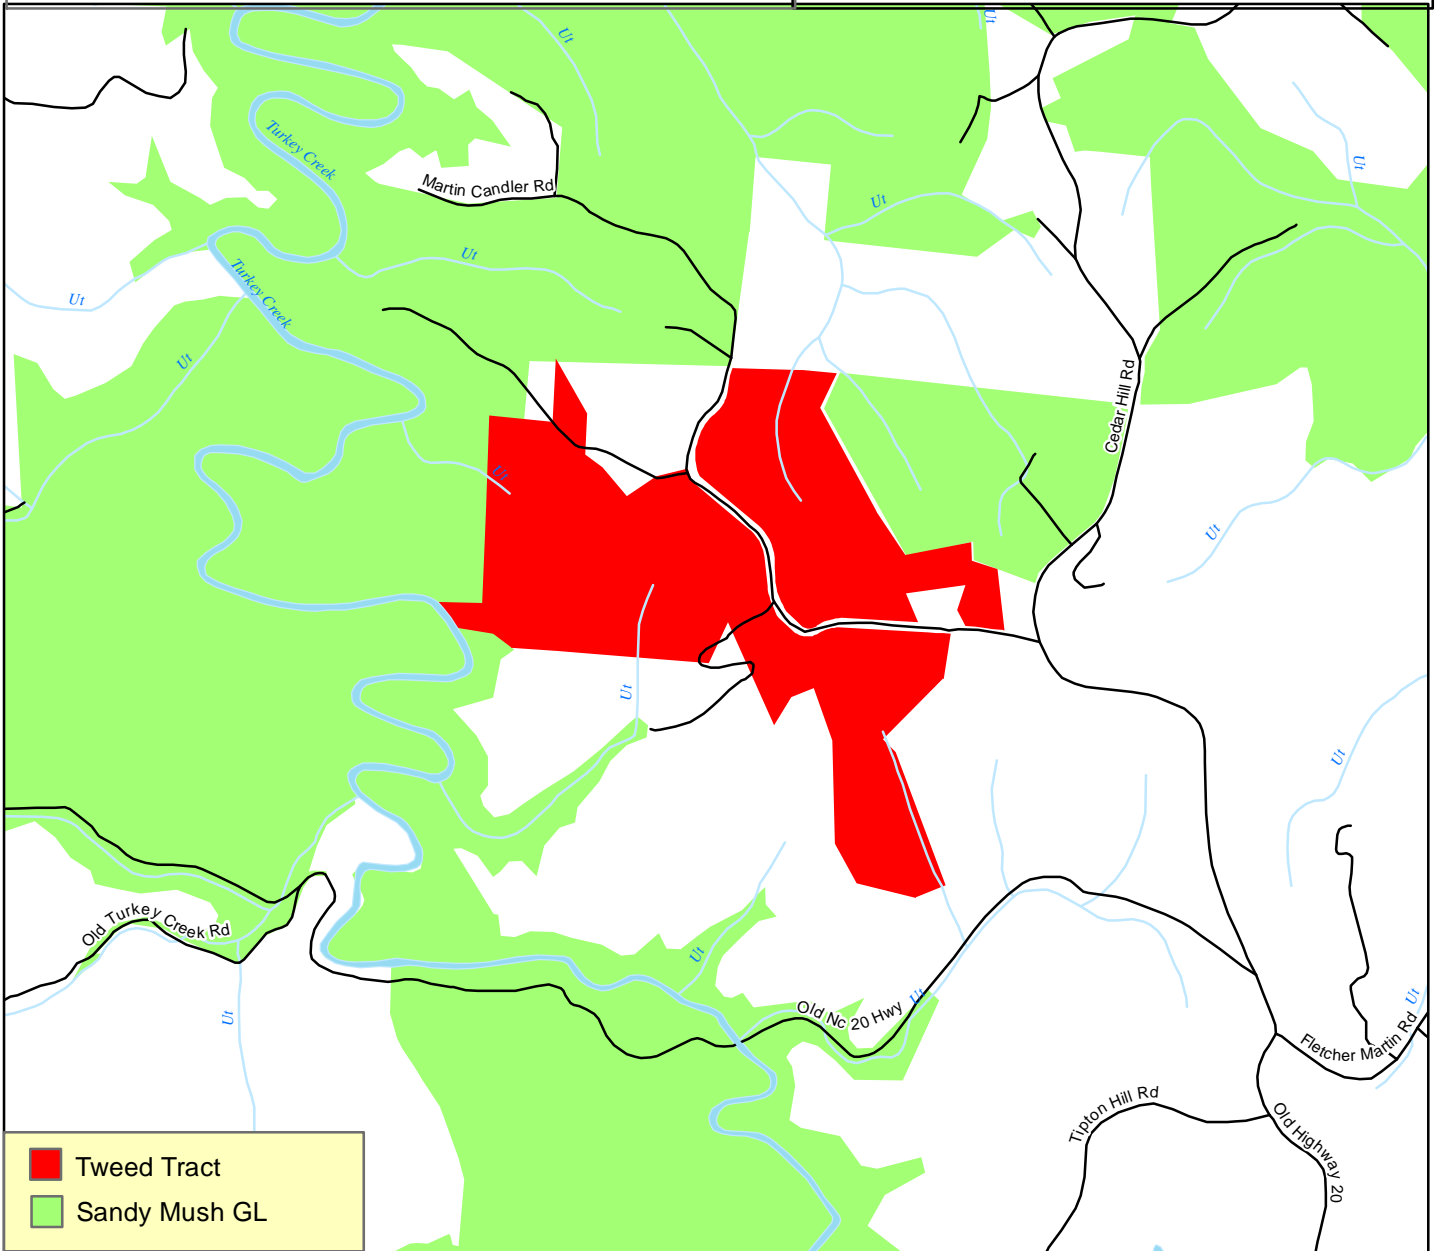 Ut
Ut
Turkey Creek
Ut
Martin Candler Rd
Ut
Ut
Turkey Creek
Ut
Ut
Cedar Hill Rd
Ut
Ut
Ut
Ut
Old Turkey Creek Rd
Ut
Ut
Old Nc 20 Hwy
Ut
Ut
Fletcher Martin Rd
Tipton Hill Rd
Old Highway 20
Tweed Tract
Sandy Mush GL